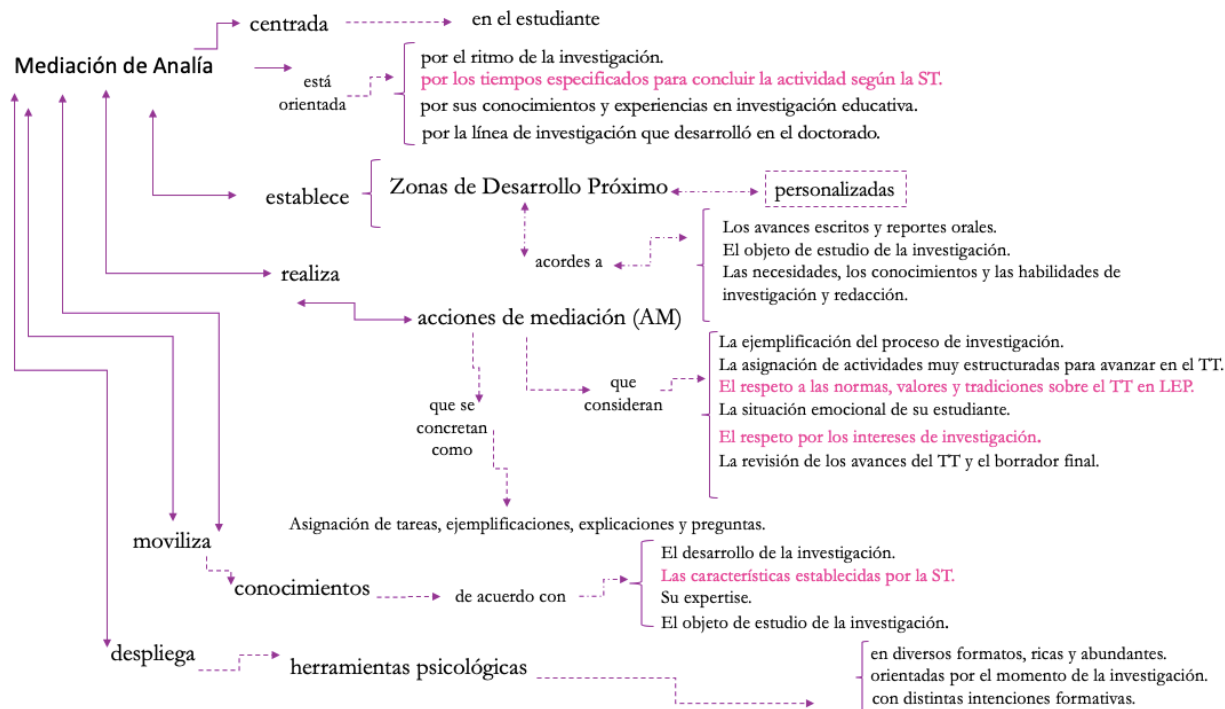 centrada
en el estudiante
Mediación de Analía
está
orientada
por el ritmo de la investigación.
por los tiempos especificados para concluir la actividad según la ST.
por sus conocimientos y experiencias en investigación educativa.
por la línea de investigación que desarrolló en el doctorado.
establece
Zonas de Desarrollo Próximo
personalizadas
acordes a
Los avances escritos y reportes orales.
El objeto de estudio de la investigación.
Las necesidades, los conocimientos y las habilidades de
investigación y redacción.
realiza
acciones de mediación (AM)
que
consideran
La ejemplificación del proceso de investigación.
La asignación de actividades muy estructuradas para avanzar en el TT.
El respeto a las normas, valores y tradiciones sobre el TT en LEP.
La situación emocional de su estudiante.
El respeto por los intereses de investigación.
La revisión de los avances del TT y el borrador final.
que se
concretan
como
Asignación de tareas, ejemplificaciones, explicaciones y preguntas.
moviliza
conocimientos
de acuerdo con
El desarrollo de la investigación.
Las características establecidas por la ST.
Su expertise.
El objeto de estudio de la investigación.
despliega
herramientas psicológicas
en diversos formatos, ricas y abundantes.
orientadas por el momento de la investigación.
con distintas intenciones formativas.